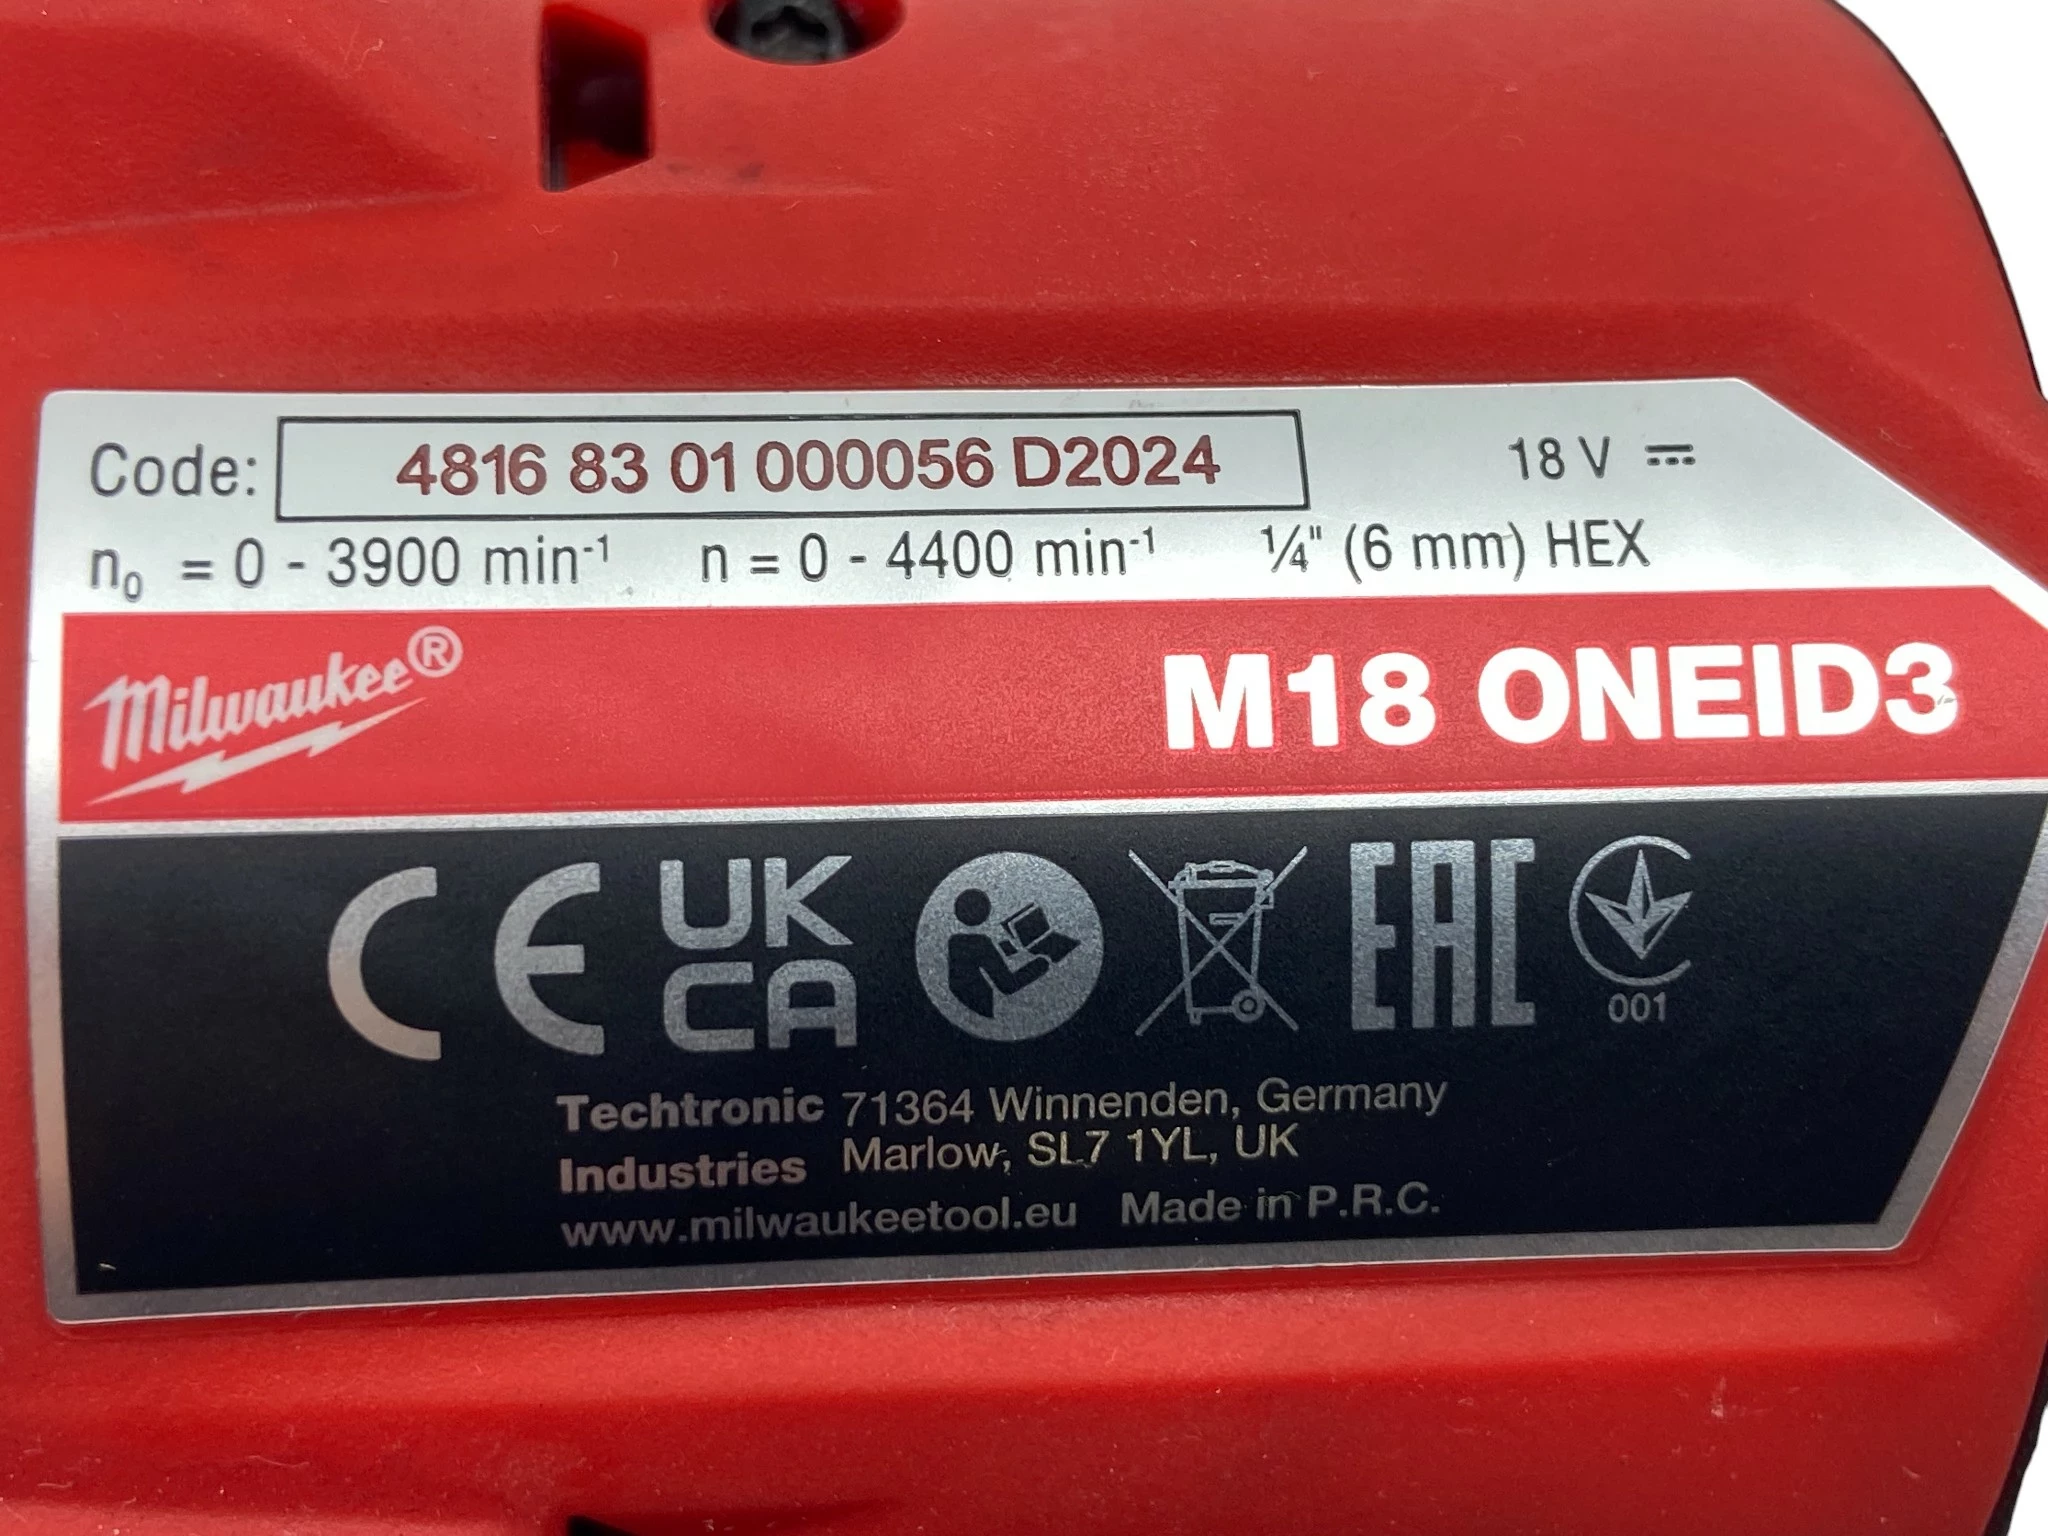 Code: 4816 83 01 000056 D2024 18 V ⎓
n₀ = 0 - 3900 min⁻¹ n = 0 - 4400 min⁻¹ ¼" (6 mm) HEX
Milwaukee® M18 ONEID3
CE UK CA EAC 001
Techtronic Industries 71364 Winnenden, Germany
Marlow, SL7 1YL, UK
www.milwaukeetool.eu Made in P.R.C.